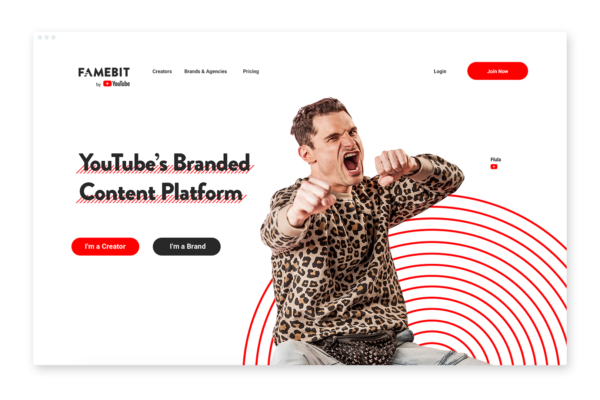 FAMEBIT
by YouTube
Creators
Brands & Agencies
Pricing
Login
Join Now
YouTube's Branded
Content Platform
Flula
I'm a Creator
I'm a Brand